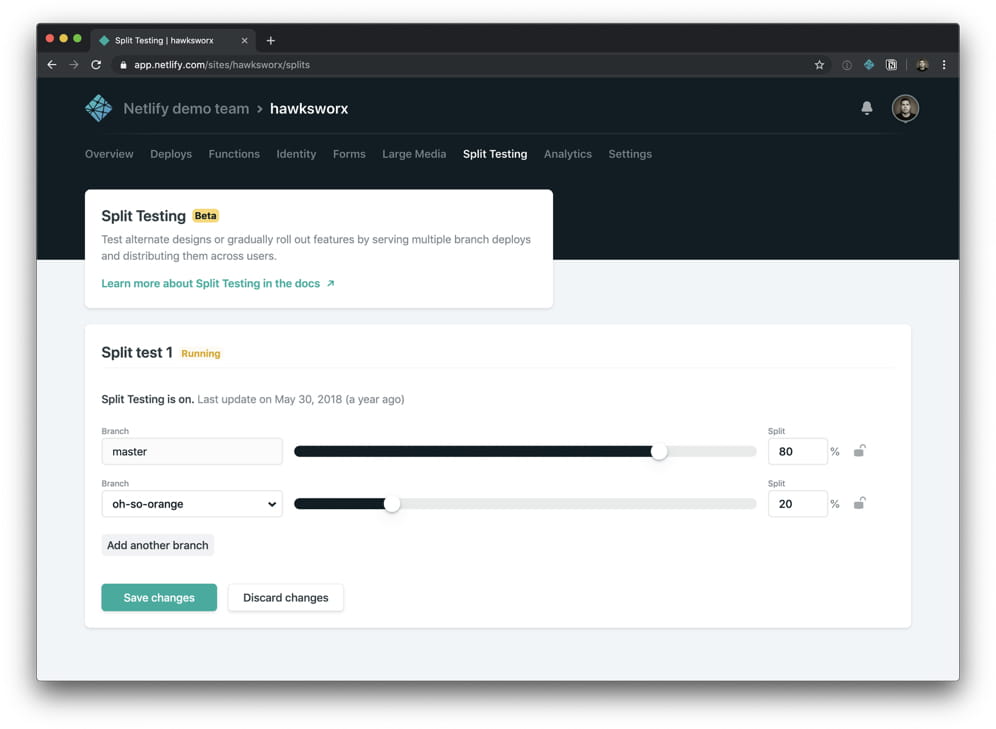 Split Testing | hawksworx
app.netlify.com/sites/hawksworx/splits
Netlify demo team > hawksworx
Overview Deploys Functions Identity Forms Large Media Split Testing Analytics Settings
Split Testing Beta
Test alternate designs or gradually roll out features by serving multiple branch deploys
and distributing them across users.
Learn more about Split Testing in the docs
Split test 1 Running
Split Testing is on. Last update on May 30, 2018 (a year ago)
Branch Split
master 80 %
Branch Split
oh-so-orange 20 %
Add another branch
Save changes Discard changes